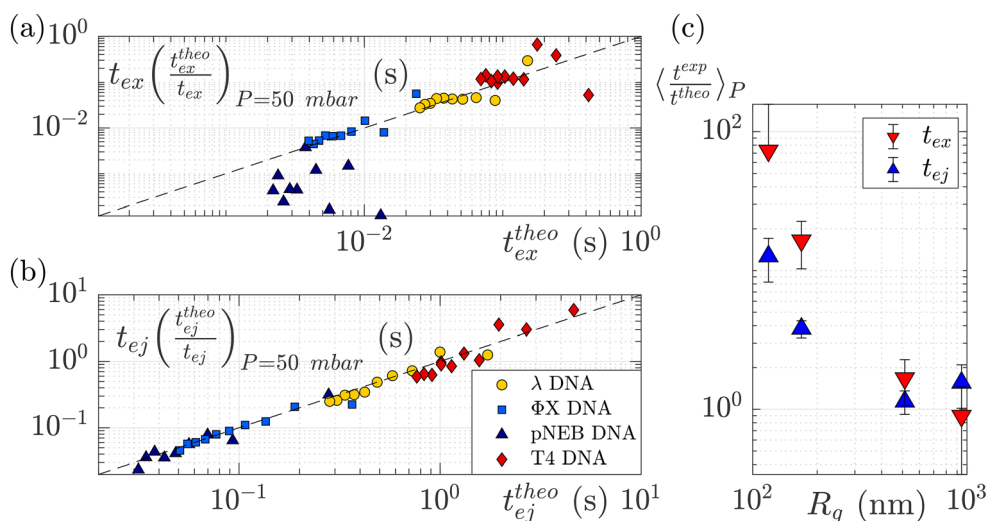 (a)
10^0
10^-2
t_ex (t_ex^theo / t_ex)_P=50 mbar (s)
10^-2 t_ex^theo (s) 10^0
(b)
10^1
10^0
10^-1
t_ej (t_ej^theo / t_ej)_P=50 mbar (s)
λ DNA
ΦX DNA
pNEB DNA
T4 DNA
10^-1 10^0 10^1
t_ej^theo (s)
(c)
⟨t^exp / t^theo⟩_P
10^2
10^0
t_ex
t_ej
10^2 R_g (nm) 10^3